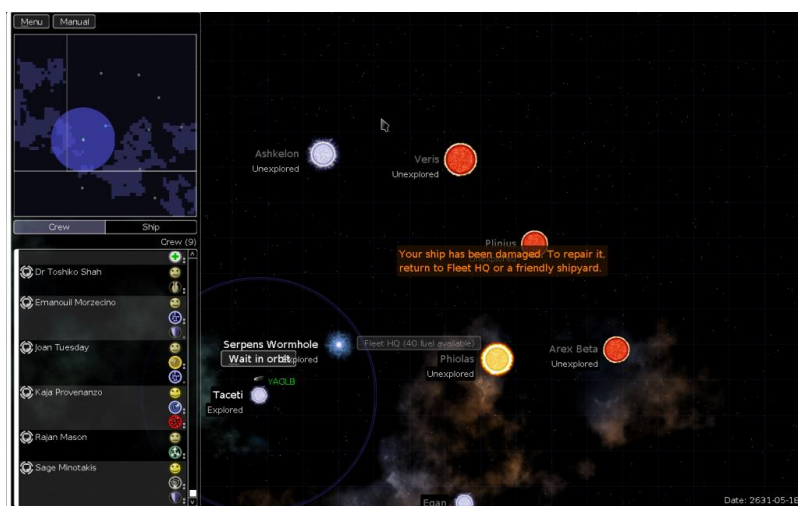 Menu Manual
Crew Ship
Crew (9)
Dr Toshiko Shah
Emanouil Morzecino
Joan Tuesday
Kaja Provenanzo
Rajan Mason
Sage Minotakis
Ashkelon
Unexplored
Veris
Unexplored
Plinius
Your ship has been damaged. To repair it,
return to Fleet HQ or a friendly shipyard.
Serpens Wormhole
Fleet HQ (40 fuel available)
Wait in orbit
YAGLB
Taceti
Explored
Phiolas
Unexplored
Arex Beta
Unexplored
Egan
Date: 2631-05-18